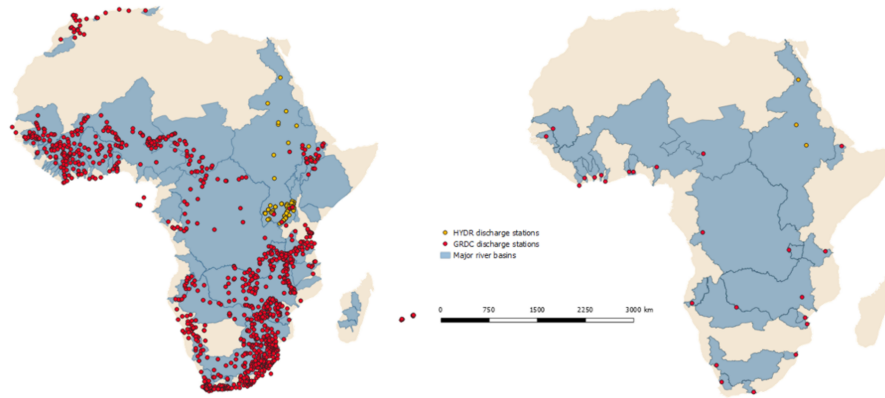 HYDR discharge stations
GRDC discharge stations
Major river basins
0 750 1500 2250 3000 km